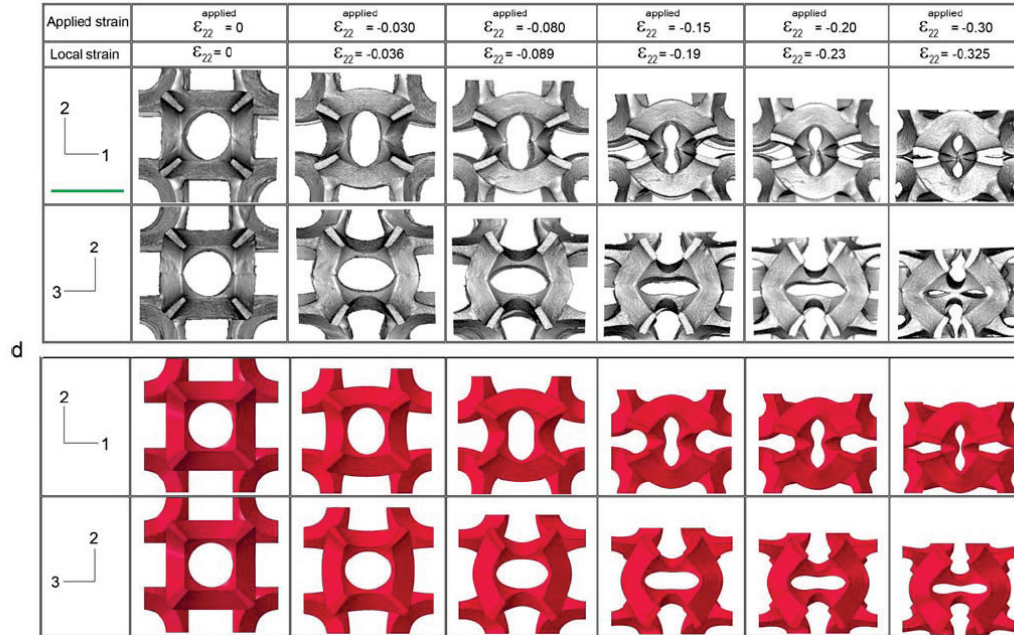 Applied strain
applied
ε22 = 0
applied
ε22 = -0.030
applied
ε22 = -0.080
applied
ε22 = -0.15
applied
ε22 = -0.20
applied
ε22 = -0.30
Local strain
ε22 = 0
ε22 = -0.036
ε22 = -0.089
ε22 = -0.19
ε22 = -0.23
ε22 = -0.325
2
1
2
3
d
2
1
2
3